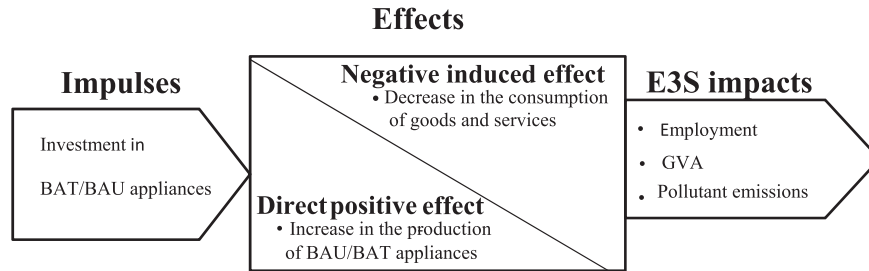 Effects
Impulses
Investment in
BAT/BAU appliances
Negative induced effect
• Decrease in the consumption
of goods and services
Direct positive effect
• Increase in the production
of BAU/BAT appliances
E3S impacts
• Employment
• GVA
• Pollutant emissions